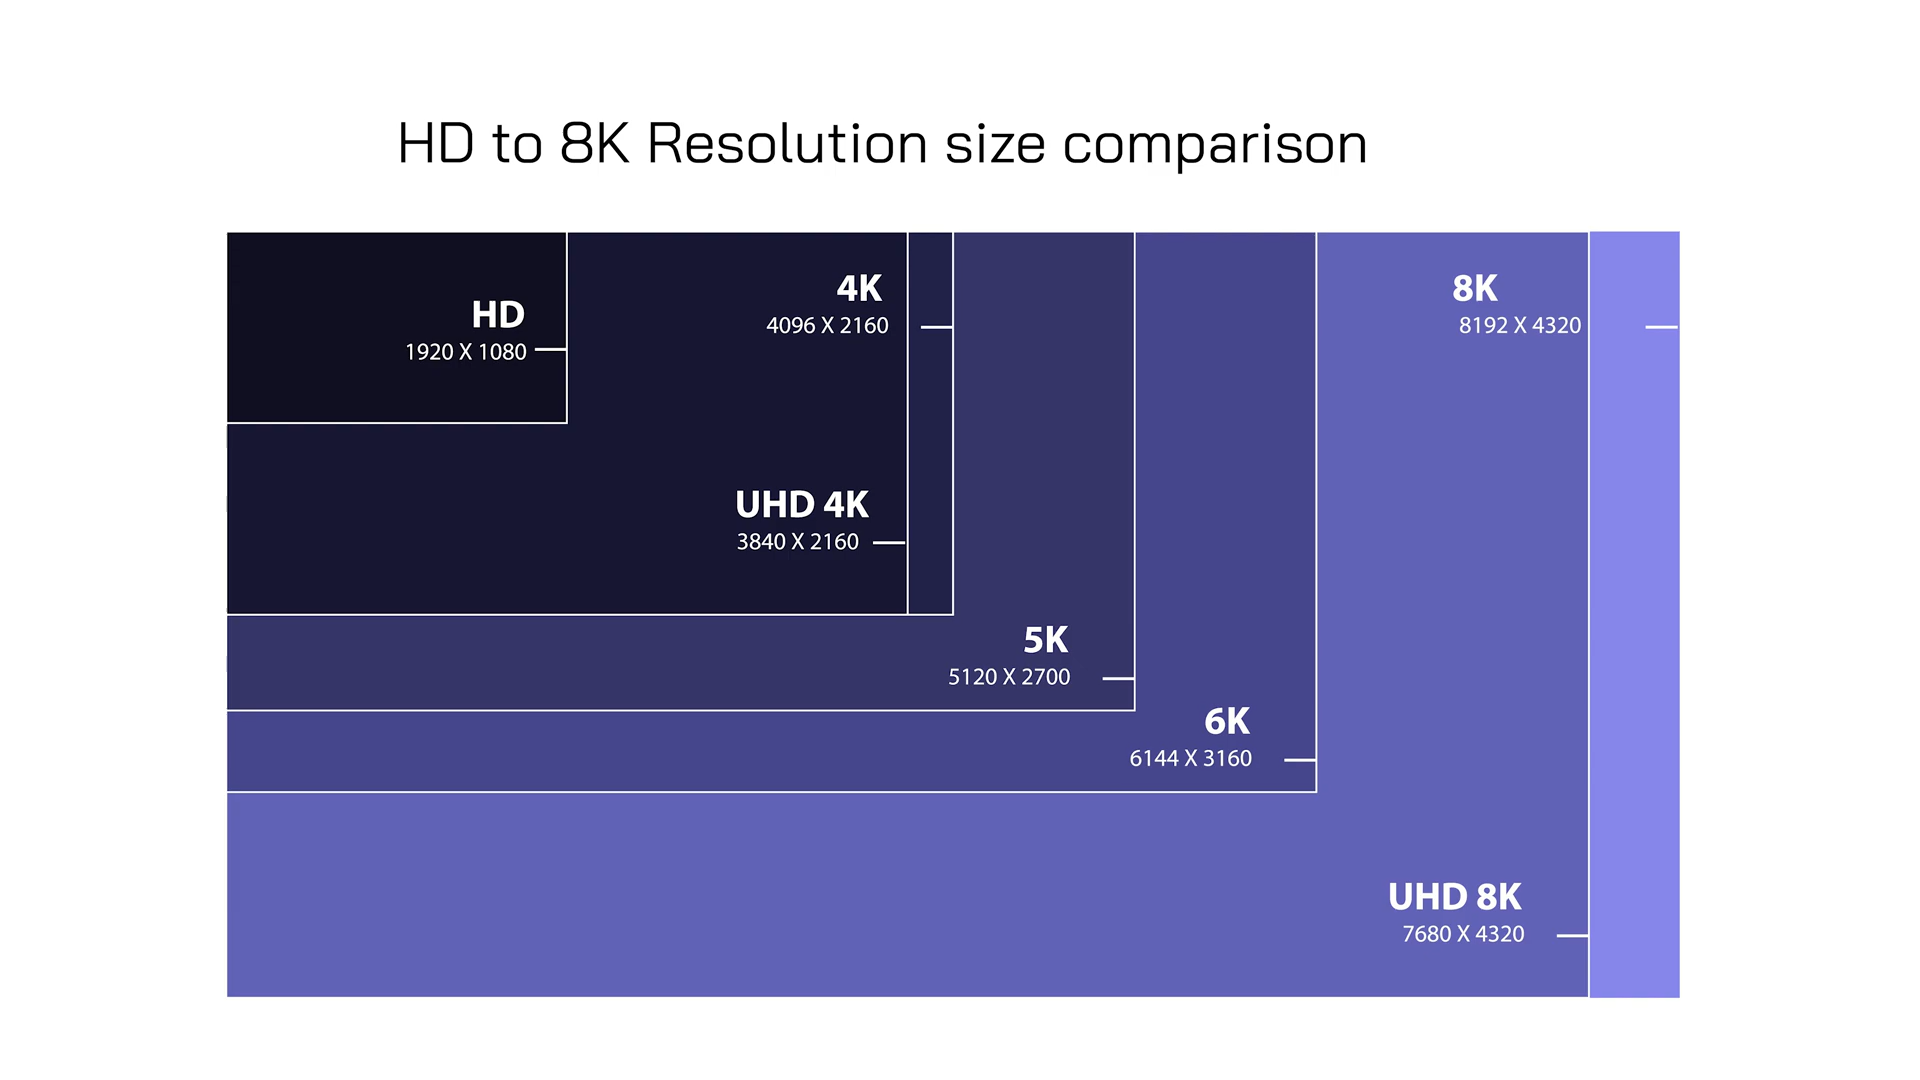 HD to 8K Resolution size comparison
HD
1920 X 1080
4K
4096 X 2160
8K
8192 X 4320
UHD 4K
3840 X 2160
5K
5120 X 2700
6K
6144 X 3160
UHD 8K
7680 X 4320